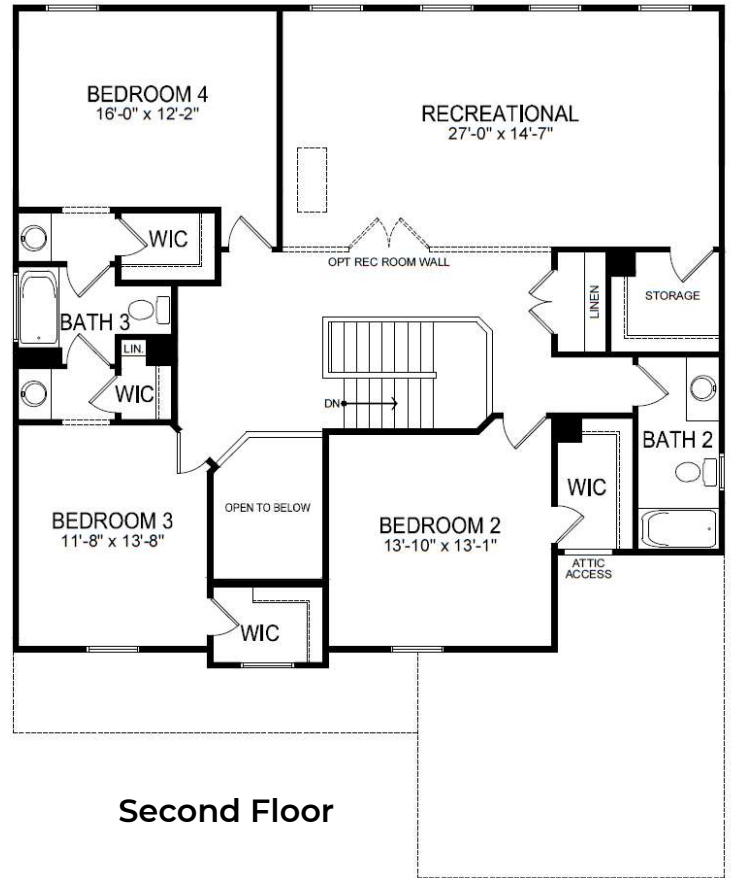 BEDROOM 4
16'-0" x 12'-2"
RECREATIONAL
27'-0" x 14'-7"
WIC
OPT REC ROOM WALL
LINEN
STORAGE
BATH 3
LIN.
WIC
DN
BATH 2
WIC
OPEN TO BELOW
BEDROOM 3
11'-8" x 13'-8"
BEDROOM 2
13'-10" x 13'-1"
ATTIC
ACCESS
WIC
Second Floor